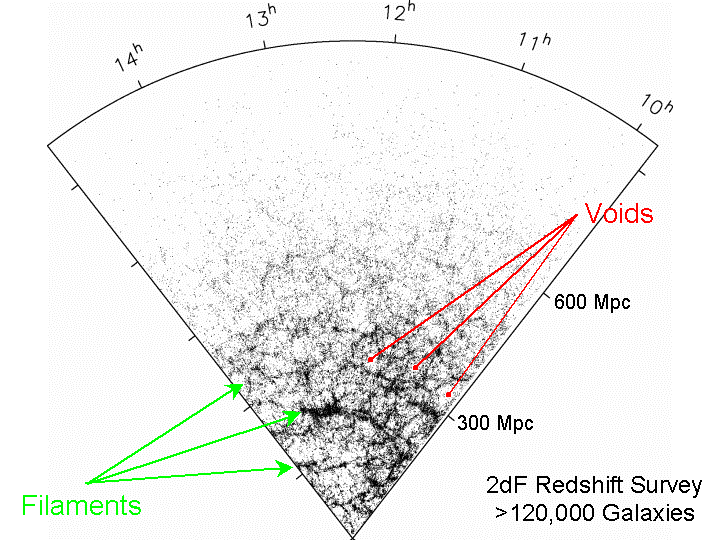 14h
13h
12h
11h
10h
Voids
600 Mpc
300 Mpc
Filaments
2dF Redshift Survey
>120,000 Galaxies